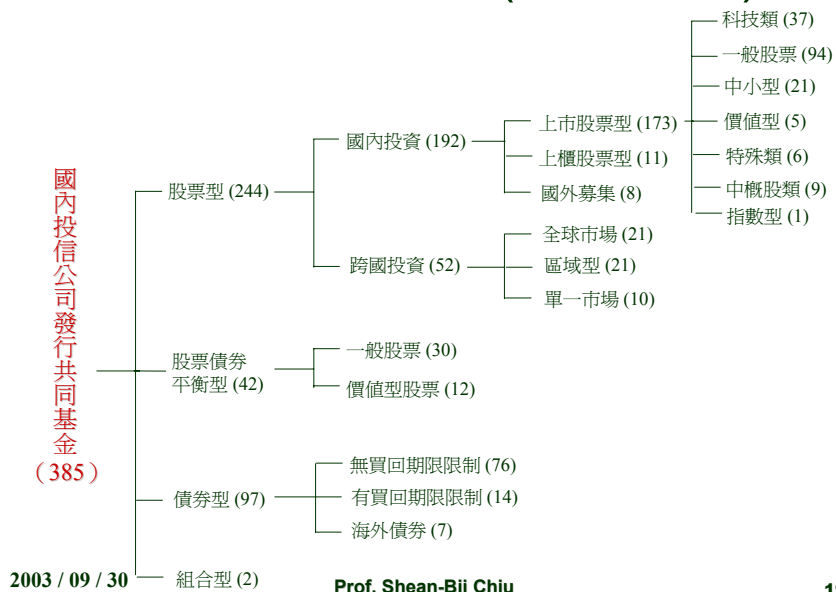 科技類 (37)
一般股票 (94)
中小型 (21)
價值型 (5)
特殊類 (6)
中概股類 (9)
指數型 (1)
上市股票型 (173)
上櫃股票型 (11)
國外募集 (8)
國內投資 (192)
全球市場 (21)
區域型 (21)
單一市場 (10)
跨國投資 (52)
股票型 (244)
國內投信公司發行共同基金
（385）
股票債券
平衡型 (42)
一般股票 (30)
價值型股票 (12)
債券型 (97)
無買回期限限制 (76)
有買回期限限制 (14)
海外債券 (7)
組合型 (2)
2003 / 09 / 30
Prof. Shean-Bii Chiu